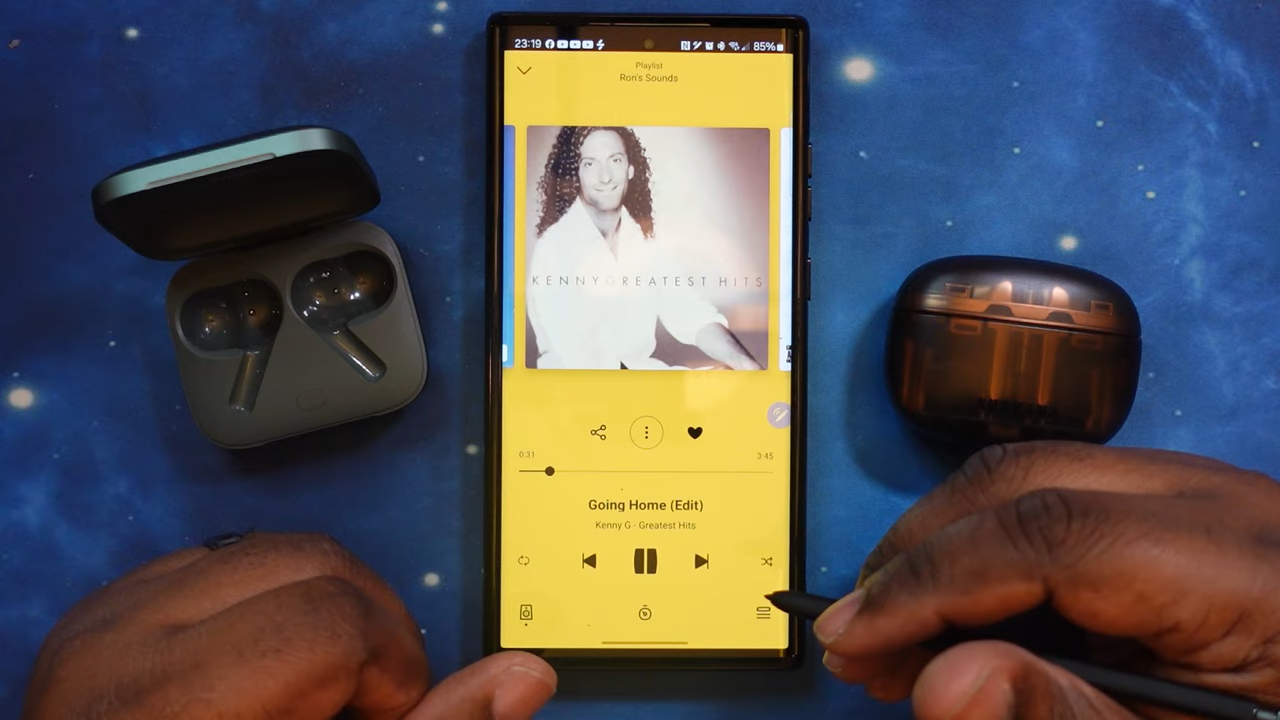 23:19
85%
Playlist
Ron's Sounds
KENNY GREATEST HITS
0:31
3:45
Going Home (Edit)
Kenny G - Greatest Hits